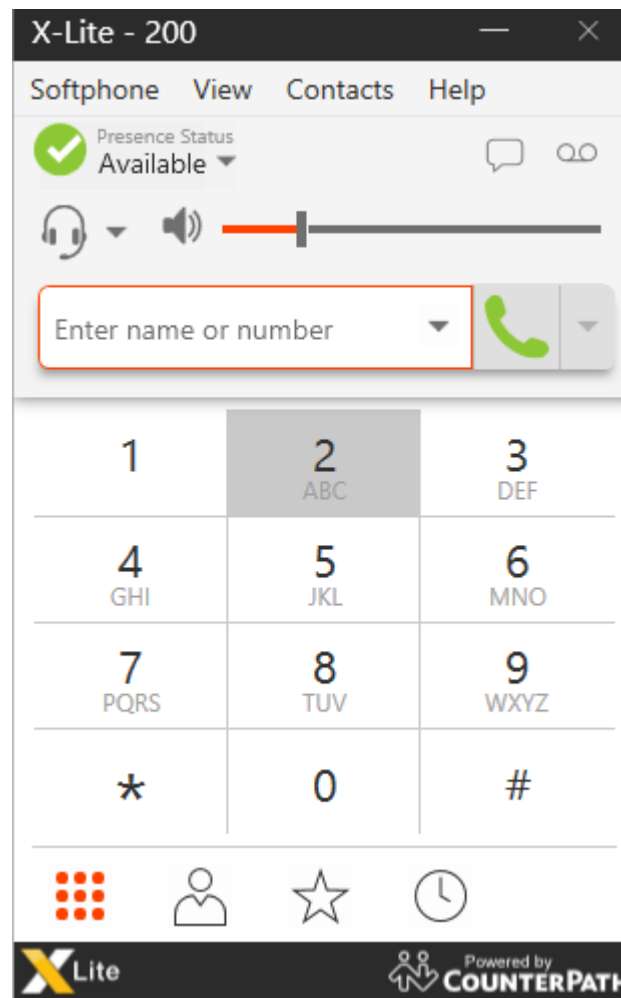 X-Lite - 200
Softphone View Contacts Help
Presence Status
Available
Enter name or number
1 2 3
ABC DEF
4 5 6
GHI JKL MNO
7 8 9
PQRS TUV WXYZ
* 0 #
X Lite Powered by
COUNTERPATH